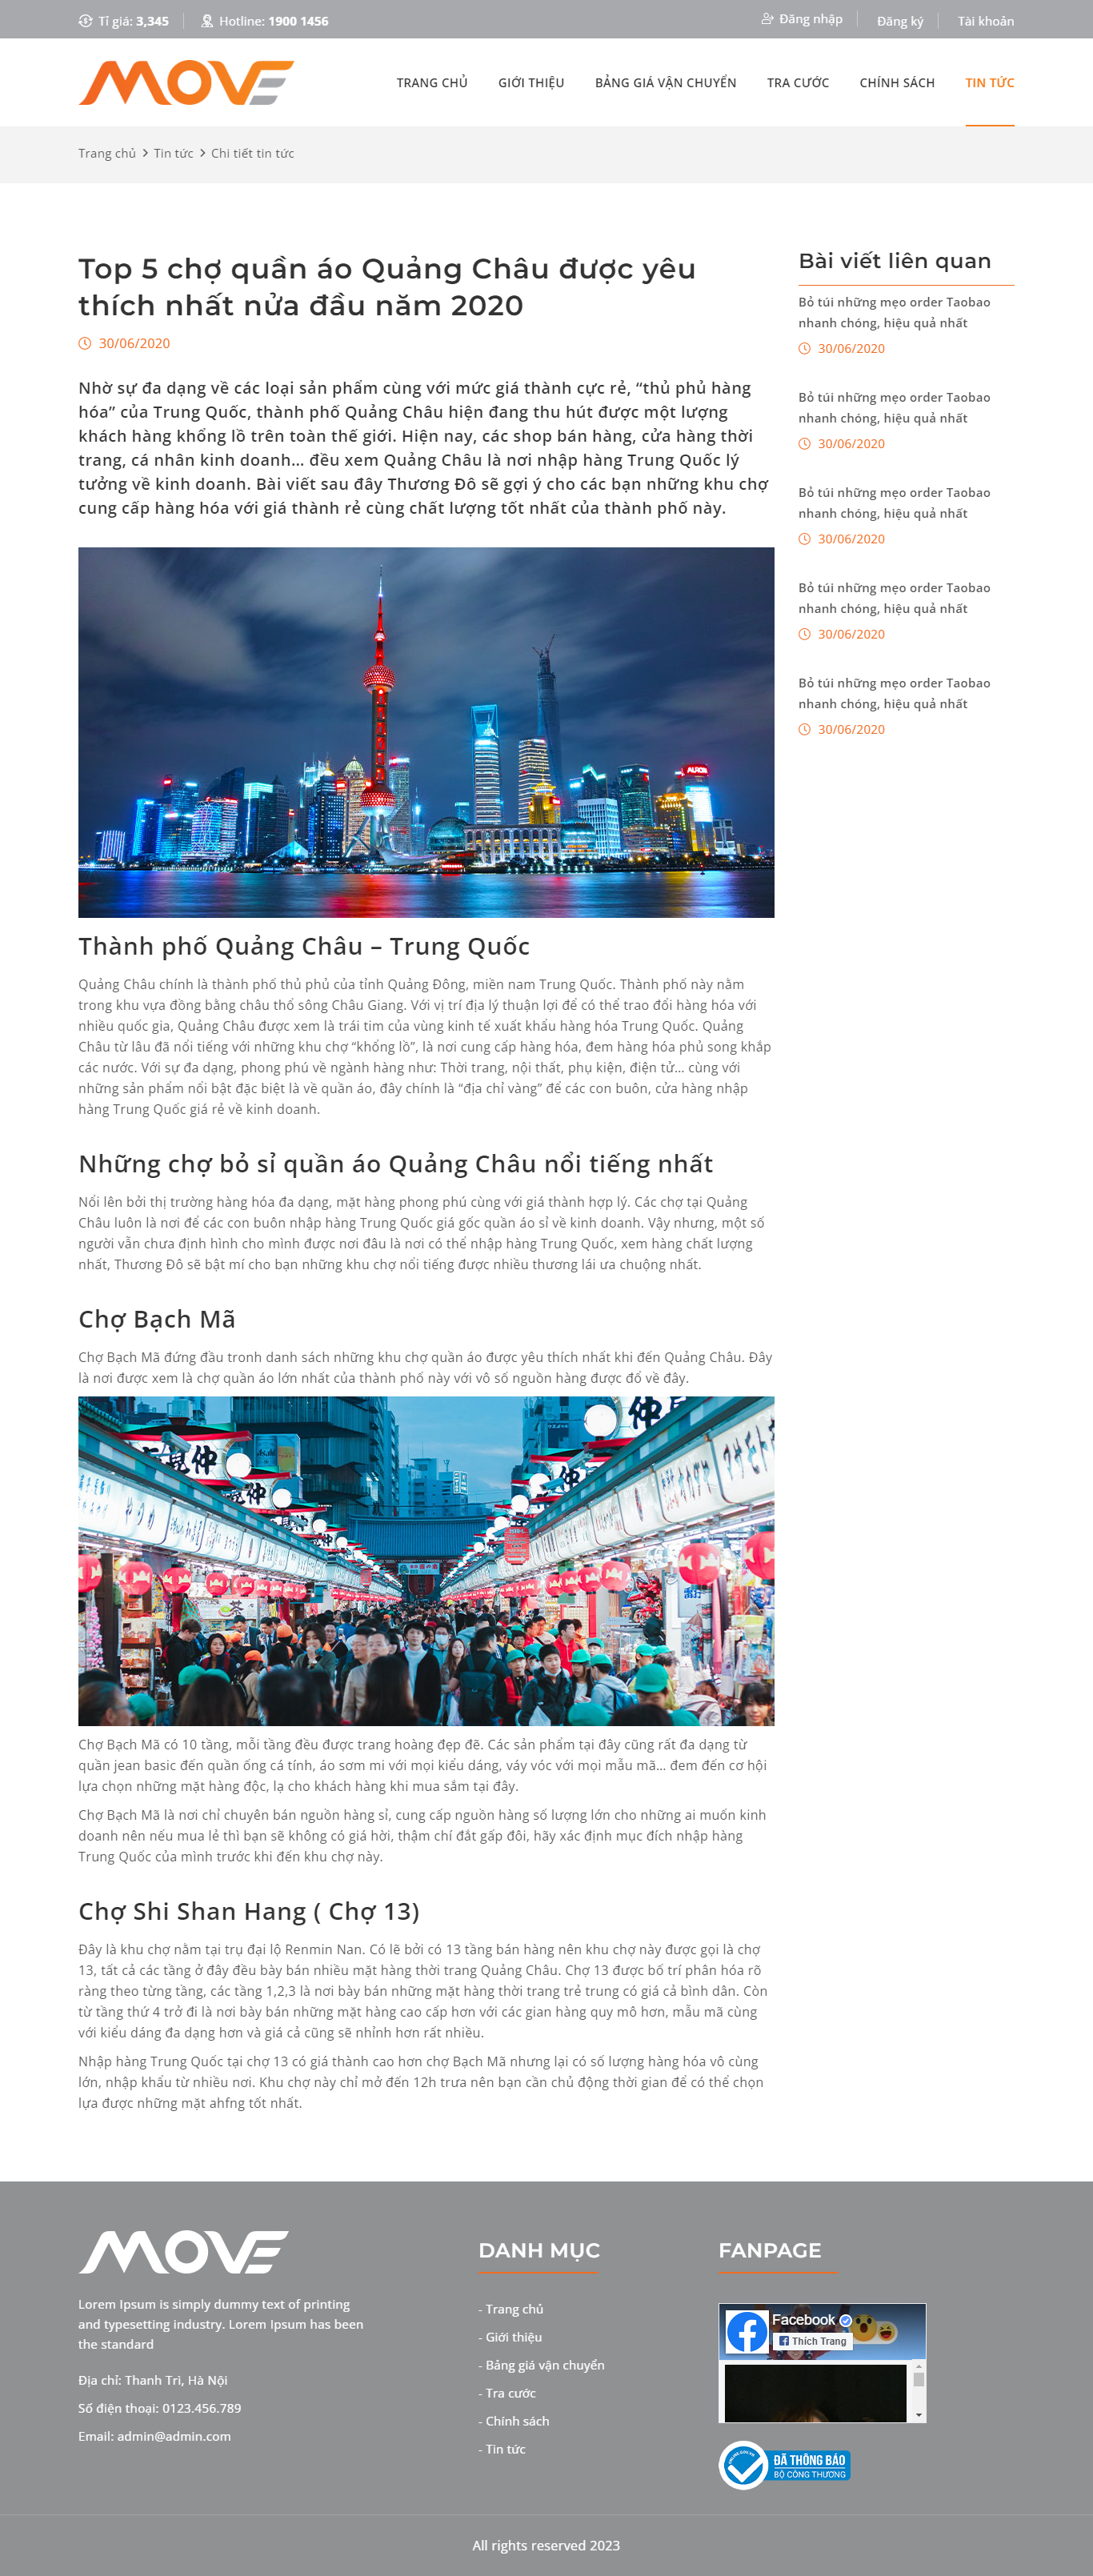 Tỉ giá: 3,345
Hotline: 1900 1456
Đăng nhập
Đăng ký
Tài khoản
MOVE
TRANG CHỦ
GIỚI THIỆU
BẢNG GIÁ VẬN CHUYỂN
TRA CƯỚC
CHÍNH SÁCH
TIN TỨC
Trang chủ > Tin tức > Chi tiết tin tức
Top 5 chợ quần áo Quảng Châu được yêu
thích nhất nửa đầu năm 2020
30/06/2020
Nhờ sự đa dạng về các loại sản phẩm cùng với mức giá thành cực rẻ, “thủ phủ hàng
hóa” của Trung Quốc, thành phố Quảng Châu hiện đang thu hút được một lượng
khách hàng khổng lồ trên toàn thế giới. Hiện nay, các shop bán hàng, cửa hàng thời
trang, cá nhân kinh doanh… đều xem Quảng Châu là nơi nhập hàng Trung Quốc lý
tưởng về kinh doanh. Bài viết sau đây Thương Đô sẽ gợi ý cho các bạn những khu chợ
cung cấp hàng hóa với giá thành rẻ cùng chất lượng tốt nhất của thành phố này.
AURORA
Thành phố Quảng Châu – Trung Quốc
Quảng Châu chính là thành phố thủ phủ của tỉnh Quảng Đông, miền nam Trung Quốc. Thành phố này nằm
trong khu vựa đồng bằng châu thổ sông Châu Giang. Với vị trí địa lý thuận lợi để có thể trao đổi hàng hóa với
nhiều quốc gia, Quảng Châu được xem là trái tim của vùng kinh tế xuất khẩu hàng hóa Trung Quốc. Quảng
Châu từ lâu đã nổi tiếng với những khu chợ “khổng lồ”, là nơi cung cấp hàng hóa, đem hàng hóa phủ song khắp
các nước. Với sự đa dạng, phong phú về ngành hàng như: Thời trang, nội thất, phụ kiện, điện tử… cùng với
những sản phẩm nổi bật đặc biệt là về quần áo, đây chính là “địa chỉ vàng” để các con buôn, cửa hàng nhập
hàng Trung Quốc giá rẻ về kinh doanh.
Những chợ bỏ sỉ quần áo Quảng Châu nổi tiếng nhất
Nổi lên bởi thị trường hàng hóa đa dạng, mặt hàng phong phú cùng với giá thành hợp lý. Các chợ tại Quảng
Châu luôn là nơi để các con buôn nhập hàng Trung Quốc giá gốc quần áo sỉ về kinh doanh. Vậy nhưng, một số
người vẫn chưa định hình cho mình được nơi đâu là nơi có thể nhập hàng Trung Quốc, xem hàng chất lượng
nhất, Thương Đô sẽ bật mí cho bạn những khu chợ nổi tiếng được nhiều thương lái ưa chuộng nhất.
Chợ Bạch Mã
Chợ Bạch Mã đứng đầu tronh danh sách những khu chợ quần áo được yêu thích nhất khi đến Quảng Châu. Đây
là nơi được xem là chợ quần áo lớn nhất của thành phố này với vô số nguồn hàng được đổ về đây.
Chợ Bạch Mã có 10 tầng, mỗi tầng đều được trang hoàng đẹp đẽ. Các sản phẩm tại đây cũng rất đa dạng từ
quần jean basic đến quần ống cá tính, áo sơm mi với mọi kiểu dáng, váy vóc với mọi mẫu mã… đem đến cơ hội
lựa chọn những mặt hàng độc, lạ cho khách hàng khi mua sắm tại đây.
Chợ Bạch Mã là nơi chỉ chuyên bán nguồn hàng sỉ, cung cấp nguồn hàng số lượng lớn cho những ai muốn kinh
doanh nên nếu mua lẻ thì bạn sẽ không có giá hời, thậm chí đắt gấp đôi, hãy xác định mục đích nhập hàng
Trung Quốc của mình trước khi đến khu chợ này.
Chợ Shi Shan Hang ( Chợ 13)
Đây là khu chợ nằm tại trụ đại lộ Renmin Nan. Có lẽ bởi có 13 tầng bán hàng nên khu chợ này được gọi là chợ
13, tất cả các tầng ở đây đều bày bán nhiều mặt hàng thời trang Quảng Châu. Chợ 13 được bố trí phân hóa rõ
ràng theo từng tầng, các tầng 1,2,3 là nơi bày bán những mặt hàng thời trang trẻ trung có giá cả bình dân. Còn
từ tầng thứ 4 trở đi là nơi bày bán những mặt hàng cao cấp hơn với các gian hàng quy mô hơn, mẫu mã cùng
với kiểu dáng đa dạng hơn và giá cả cũng sẽ nhỉnh hơn rất nhiều.
Nhập hàng Trung Quốc tại chợ 13 có giá thành cao hơn chợ Bạch Mã nhưng lại có số lượng hàng hóa vô cùng
lớn, nhập khẩu từ nhiều nơi. Khu chợ này chỉ mở đến 12h trưa nên bạn cần chủ động thời gian để có thể chọn
lựa được những mặt ahfng tốt nhất.
Bài viết liên quan
Bỏ túi những mẹo order Taobao
nhanh chóng, hiệu quả nhất
30/06/2020
Bỏ túi những mẹo order Taobao
nhanh chóng, hiệu quả nhất
30/06/2020
Bỏ túi những mẹo order Taobao
nhanh chóng, hiệu quả nhất
30/06/2020
Bỏ túi những mẹo order Taobao
nhanh chóng, hiệu quả nhất
30/06/2020
Bỏ túi những mẹo order Taobao
nhanh chóng, hiệu quả nhất
30/06/2020
MOVE
Lorem Ipsum is simply dummy text of printing
and typesetting industry. Lorem Ipsum has been
the standard
Địa chỉ: Thanh Trì, Hà Nội
Số điện thoại: 0123.456.789
Email: admin@admin.com
DANH MỤC
- Trang chủ
- Giới thiệu
- Bảng giá vận chuyển
- Tra cước
- Chính sách
- Tin tức
FANPAGE
Facebook
Thích Trang
ONLINE.GOV.VN
ĐÃ THÔNG BÁO
BỘ CÔNG THƯƠNG
All rights reserved 2023